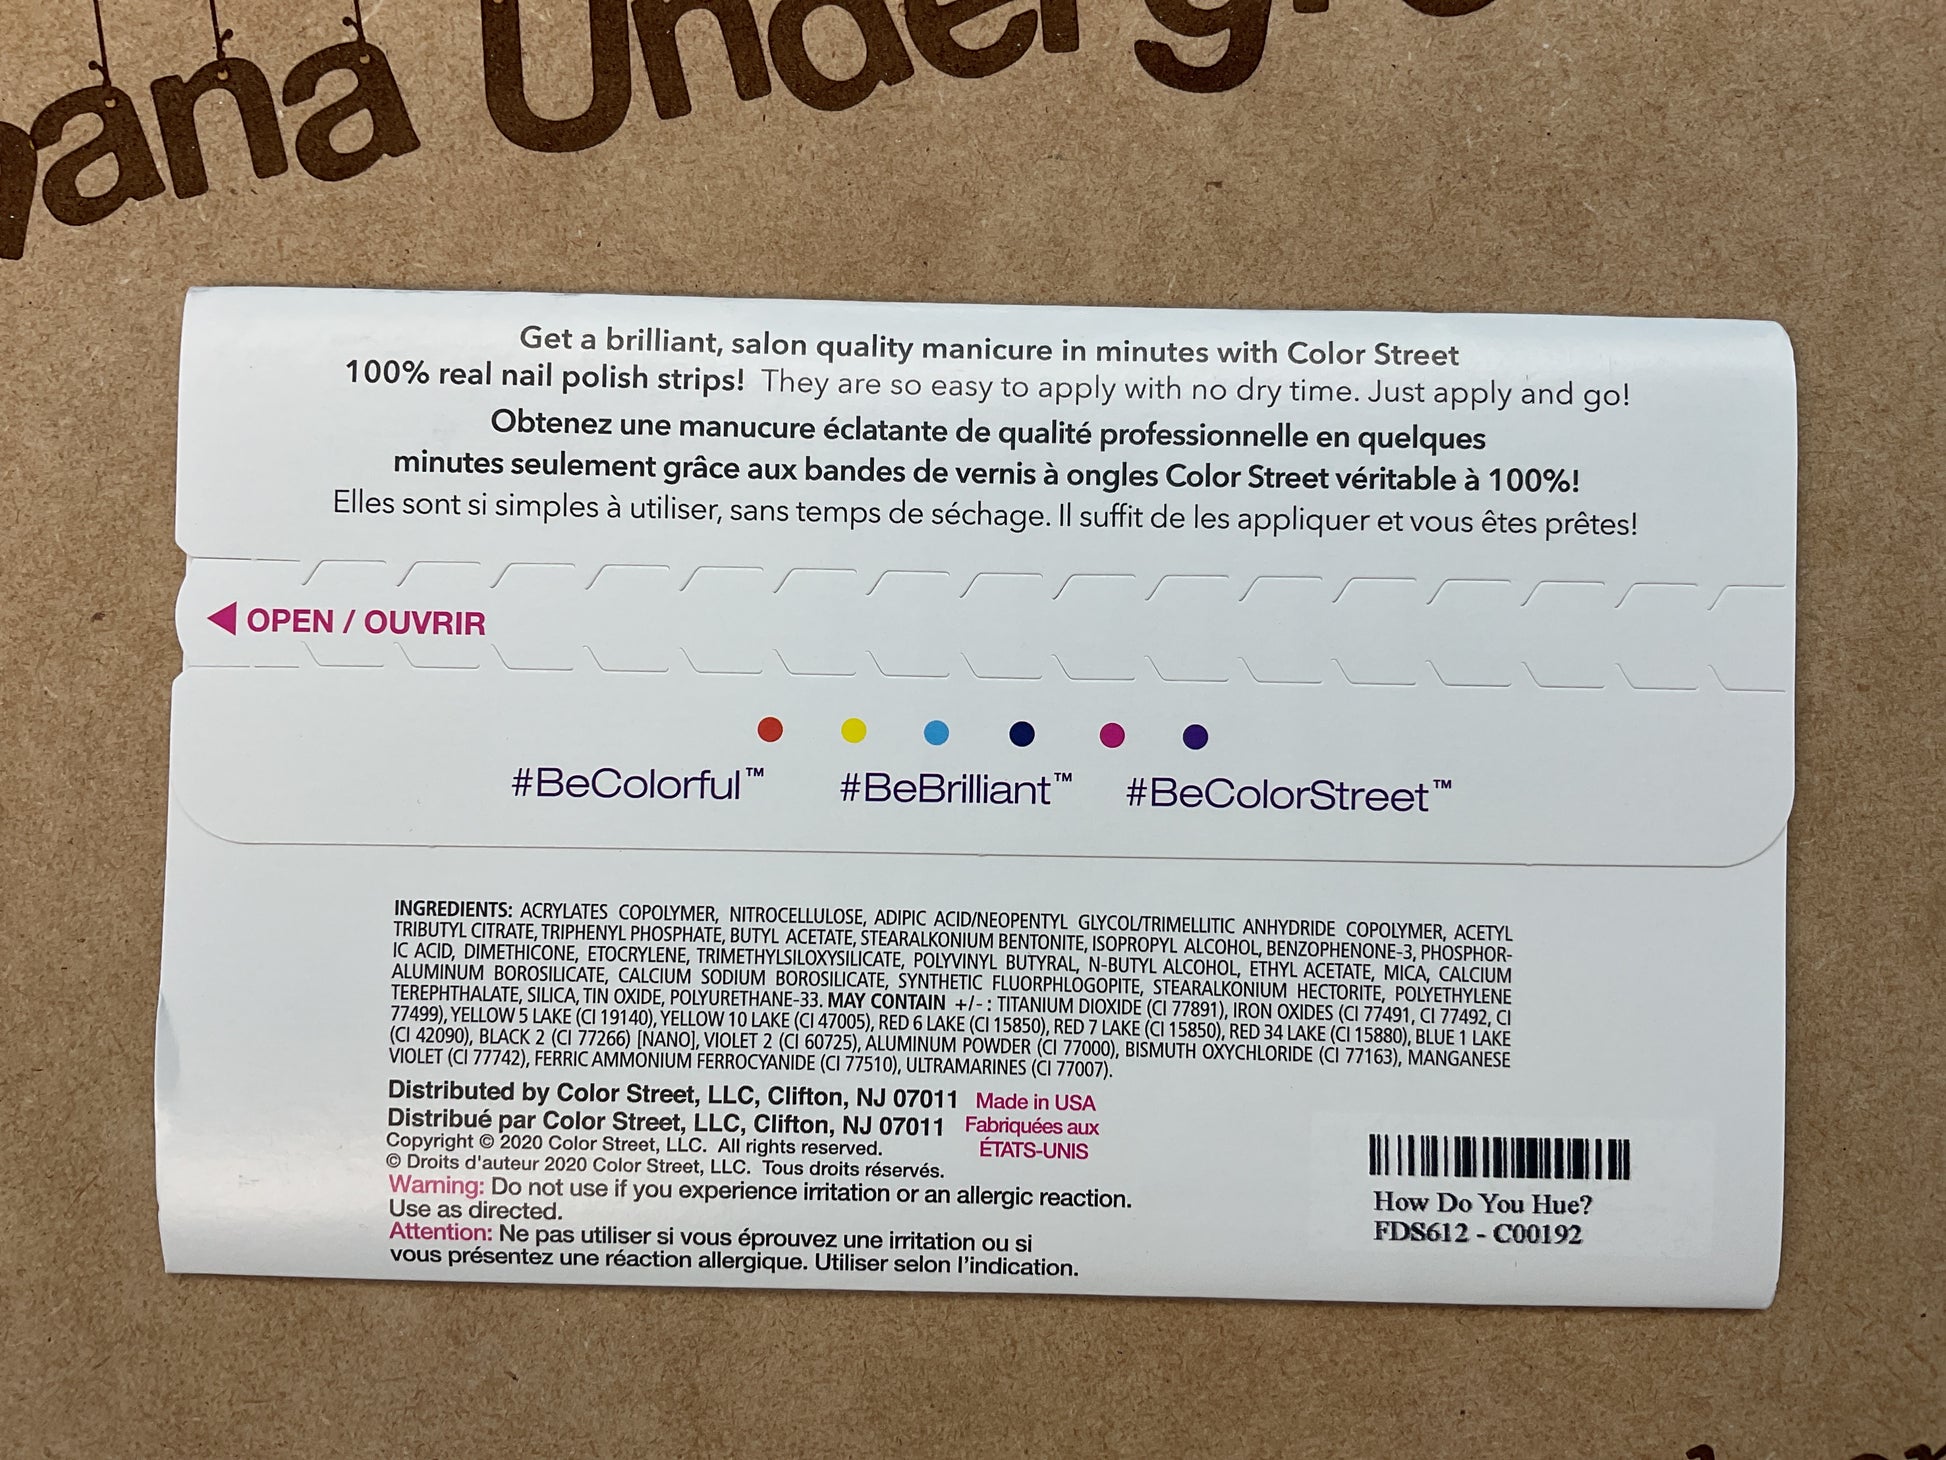 pana Undergro
Get a brilliant, salon quality manicure in minutes with Color Street
100% real nail polish strips! They are so easy to apply with no dry time. Just apply and go!
Obtenez une manucure éclatante de qualité professionnelle en quelques
minutes seulement grâce aux bandes de vernis à ongles Color Street véritable à 100%!
Elles sont si simples à utiliser, sans temps de séchage. Il suffit de les appliquer et vous êtes prêtes!
OPEN / OUVRIR
#BeColorful™ #BeBrilliant™ #BeColorStreet™
INGREDIENTS: ACRYLATES COPOLYMER, NITROCELLULOSE, ADIPIC ACID/NEOPENTYL GLYCOL/TRIMELLITIC ANHYDRIDE COPOLYMER, ACETYL
TRIBUTYL CITRATE, TRIPHENYL PHOSPHATE, BUTYL ACETATE, STEARALKONIUM BENTONITE, ISOPROPYL ALCOHOL, BENZOPHENONE-3, PHOSPHOR-
IC ACID, DIMETHICONE, ETOCRYLENE, TRIMETHYLSILOXYSILICATE, POLYVINYL BUTYRAL, N-BUTYL ALCOHOL, ETHYL ACETATE, MICA, CALCIUM
ALUMINUM BOROSILICATE, CALCIUM SODIUM BOROSILICATE, SYNTHETIC FLUORPHLOGOPITE, STEARALKONIUM HECTORITE, POLYETHYLENE
TEREPHTHALATE, SILICA, TIN OXIDE, POLYURETHANE-33. MAY CONTAIN +/- : TITANIUM DIOXIDE (CI 77891), IRON OXIDES (CI 77491, CI 77492, CI
77499), YELLOW 5 LAKE (CI 19140), YELLOW 10 LAKE (CI 47005), RED 6 LAKE (CI 15850), RED 7 LAKE (CI 15850), RED 34 LAKE (CI 15880), BLUE 1 LAKE
(CI 42090), BLACK 2 (CI 77266) [NANO], VIOLET 2 (CI 60725), ALUMINUM POWDER (CI 77000), BISMUTH OXYCHLORIDE (CI 77163), MANGANESE
VIOLET (CI 77742), FERRIC AMMONIUM FERROCYANIDE (CI 77510), ULTRAMARINES (CI 77007).
Distributed by Color Street, LLC, Clifton, NJ 07011 Made in USA
Distribué par Color Street, LLC, Clifton, NJ 07011 Fabriquées aux
ÉTATS-UNIS
Copyright © 2020 Color Street, LLC. All rights reserved.
© Droits d'auteur 2020 Color Street, LLC. Tous droits réservés.
Warning: Do not use if you experience irritation or an allergic reaction.
Use as directed.
Attention: Ne pas utiliser si vous éprouvez une irritation ou si
vous présentez une réaction allergique. Utiliser selon l'indication.
How Do You Hue?
FDS612 - C00192